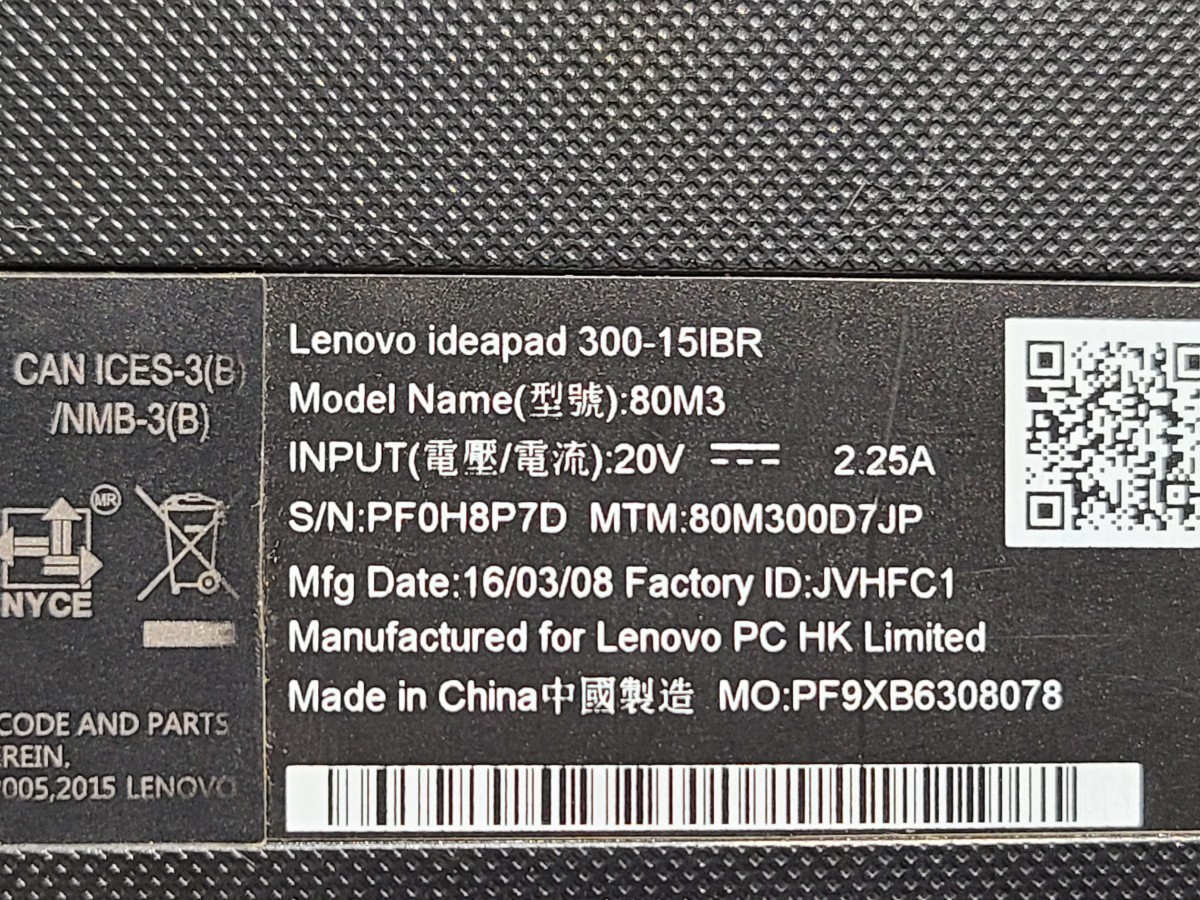 CAN ICES-3(B)
/NMB-3(B)
MR
NYCE
CODE AND PARTS
EREIN,
2005,2015 LENOVO
Lenovo ideapad 300-15IBR
Model Name(型號):80M3
INPUT(電壓/電流):20V 2.25A
S/N:PF0H8P7D MTM:80M300D7JP
Mfg Date:16/03/08 Factory ID:JVHFC1
Manufactured for Lenovo PC HK Limited
Made in China中國製造 MO:PF9XB6308078